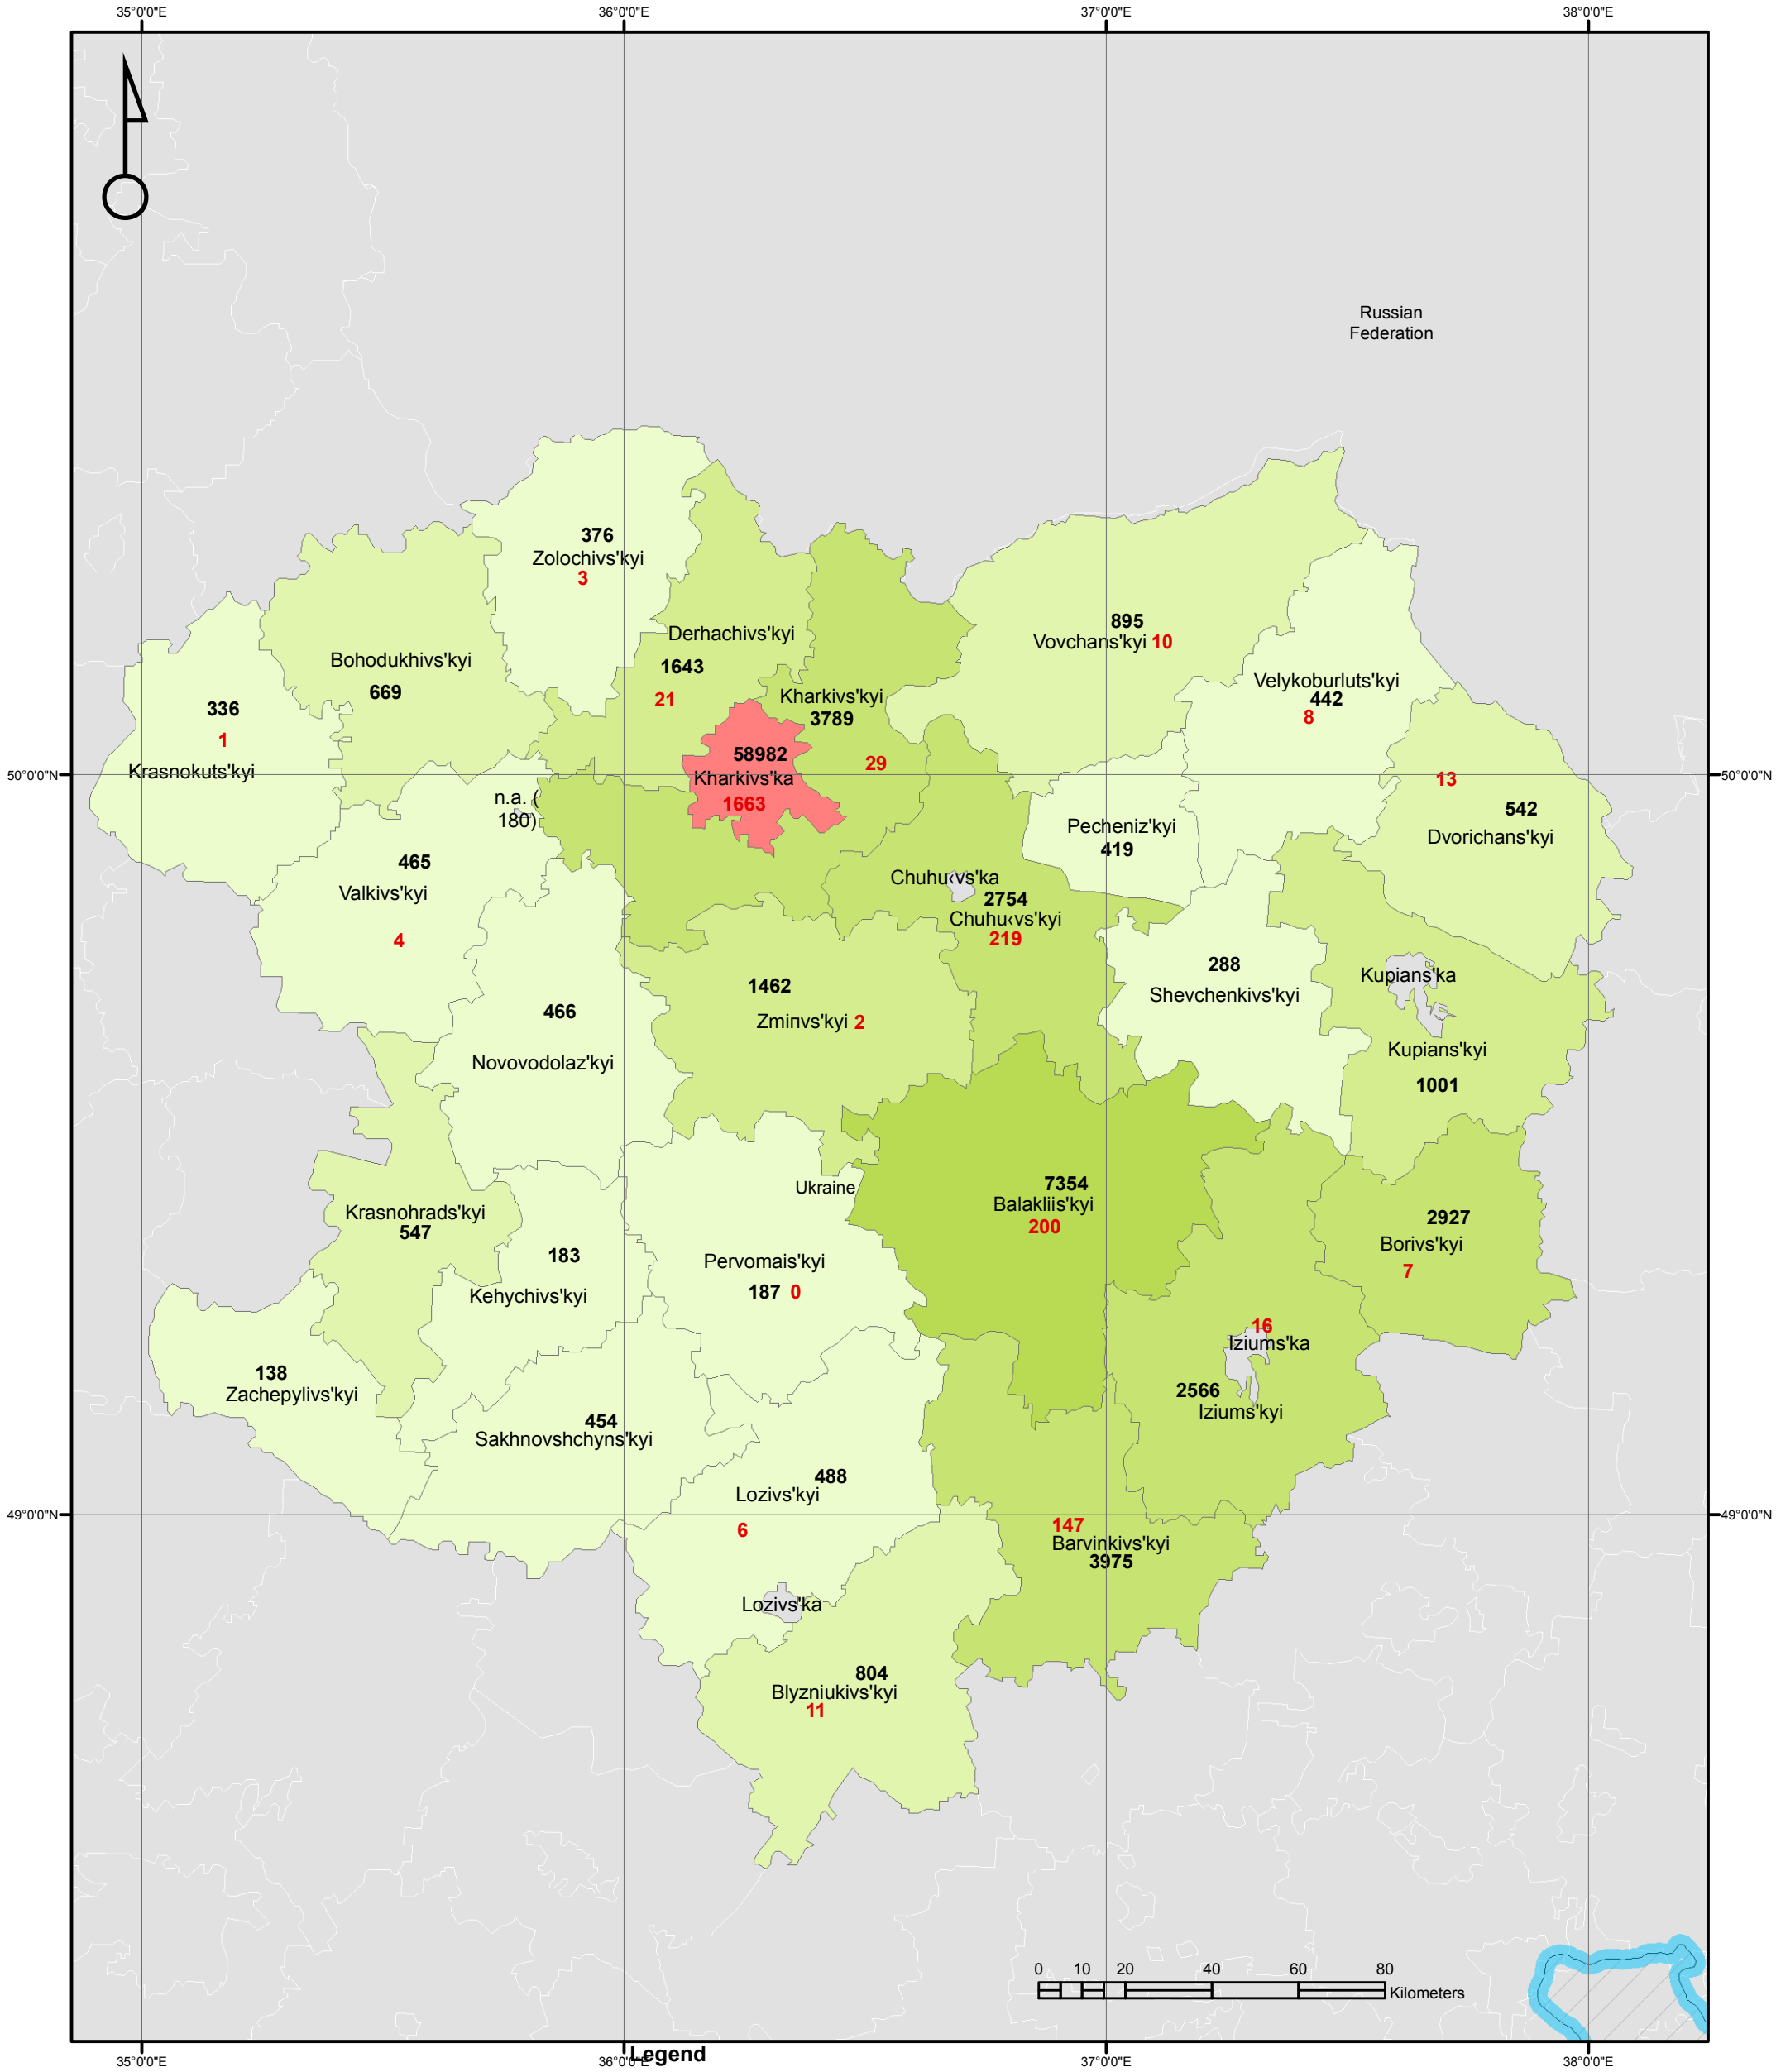 35°0'0"E
36°0'0"E
37°0'0"E
38°0'0"E
Russian
Federation
376
Zolochivs'kyi
3
Derhachivs'kyi
1643
21
895
Vovchans'kyi 10
Bohodukhivs'kyi
669
Velykoburluts'kyi
442
8
336
1
Krasnokuts'kyi
Kharkivs'kyi
3789
29
58982
Kharkivs'ka
1663
50°0'0"N
50°0'0"N
13
542
Dvorichans'kyi
n.a. (
180)
Pecheniz'kyi
419
465
Valkivs'kyi
4
Chuhuivs'ka
2754
Chuhuivs'kyi
219
288
Shevchenkivs'kyi
Kupians'ka
1462
Zmiinvs'kyi 2
466
Novovodolaz'kyi
Kupians'kyi
1001
Ukraine
7354
Balakliis'kyi
200
Krasnohrads'kyi
547
2927
Borivs'kyi
7
183
Kehychivs'kyi
Pervomais'kyi
187 0
16
Iziums'ka
2566
Iziums'kyi
138
Zachepylivs'kyi
454
Sakhnovshchyns'kyi
488
Lozivs'kyi
6
49°0'0"N
49°0'0"N
147
Barvinkivs'kyi
3975
Lozivs'ka
804
Blyzniukivs'kyi
11
0 10 20 40 60 80
Kilometers
35°0'0"E
36°0'0"E
37°0'0"E
38°0'0"E
Legend